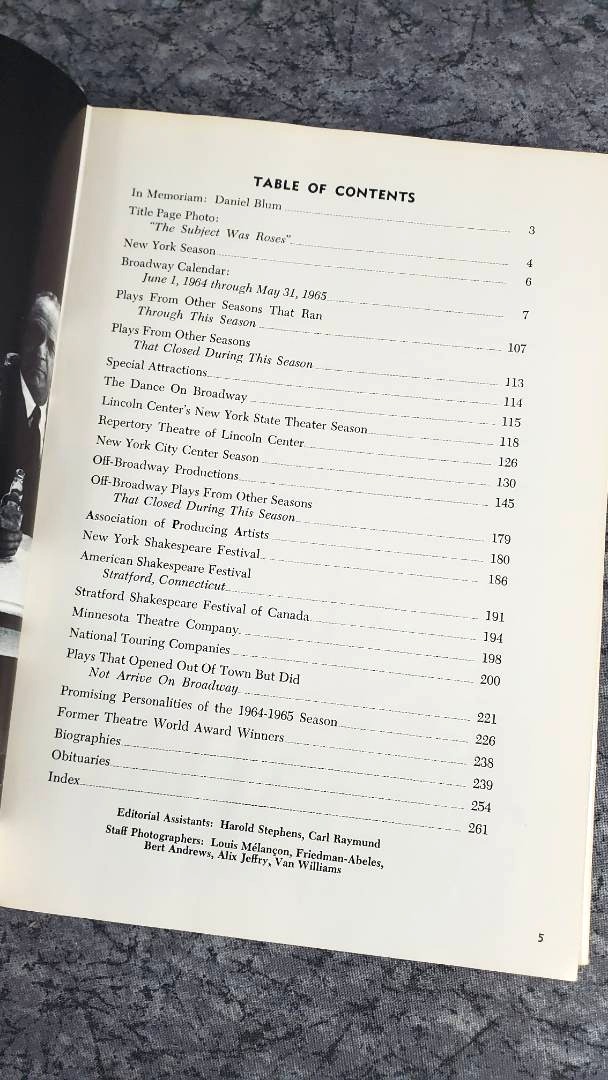 TABLE OF CONTENTS
In Memoriam: Daniel Blum 3
Title Page Photo:
"The Subject Was Roses" 4
New York Season 6
Broadway Calendar:
June 1, 1964 through May 31, 1965 7
Plays From Other Seasons That Ran
Through This Season 107
Plays From Other Seasons
That Closed During This Season 113
Special Attractions 114
The Dance On Broadway 115
Lincoln Center's New York State Theater Season 118
Repertory Theatre of Lincoln Center 126
New York City Center Season 130
Off-Broadway Productions 145
Off-Broadway Plays From Other Seasons
That Closed During This Season 179
Association of Producing Artists 180
New York Shakespeare Festival 186
American Shakespeare Festival
Stratford, Connecticut 191
Stratford Shakespeare Festival of Canada 194
Minnesota Theatre Company 198
National Touring Companies 200
Plays That Opened Out Of Town But Did
Not Arrive On Broadway 221
Promising Personalities of the 1964-1965 Season 226
Former Theatre World Award Winners 238
Biographies 239
Obituaries 254
Index 261
Editorial Assistants: Harold Stephens, Carl Raymund
Staff Photographers: Louis Mélançon, Friedman-Abeles,
Bert Andrews, Alix Jeffry, Van Williams
5